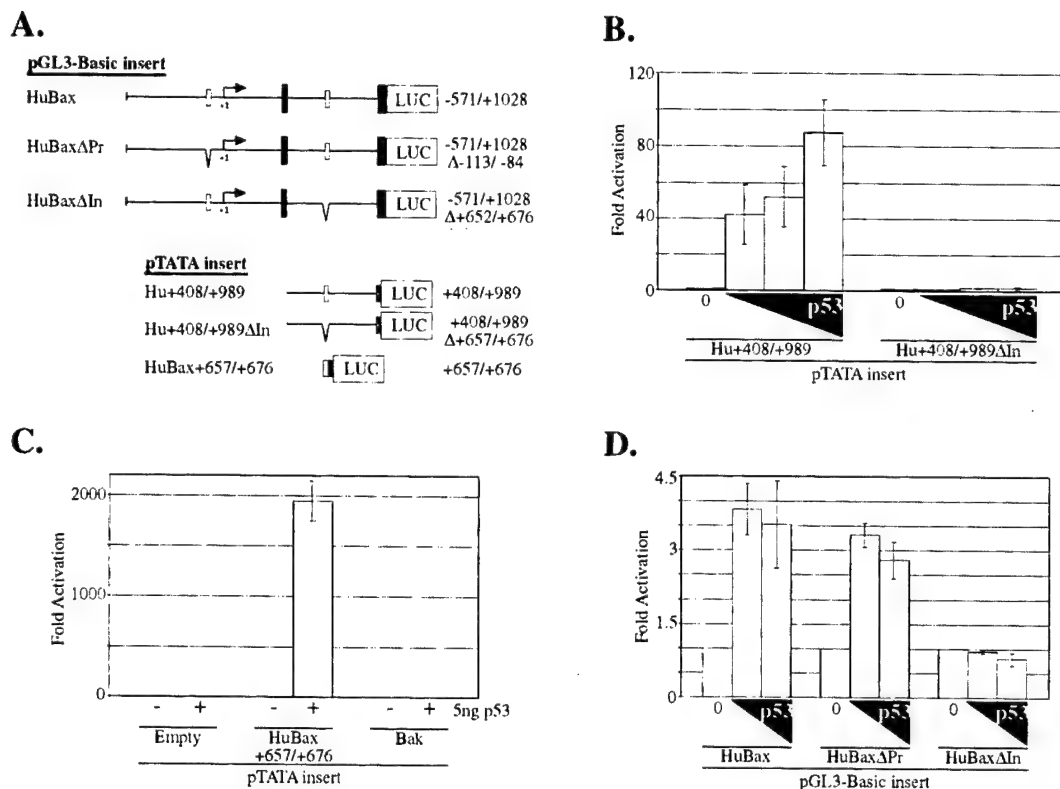 A.
pGL3-Basic insert
HuBax
+1
LUC
-571/+1028
HuBaxΔPr
+1
LUC
-571/+1028
Δ-113/ -84
HuBaxΔIn
+1
LUC
-571/+1028
Δ+652/+676
pTATA insert
Hu+408/+989
LUC
+408/+989
Hu+408/+989ΔIn
LUC
+408/+989
Δ+657/+676
HuBax+657/+676
LUC
+657/+676
B.
Fold Activation
120
80
40
0
0
p53
0
p53
Hu+408/+989
Hu+408/+989ΔIn
pTATA insert
C.
Fold Activation
2000
1000
0
- + - + - + 5ng p53
Empty
HuBax
+657/+676
Bak
pTATA insert
D.
Fold Activation
4.5
3
1.5
0
0
p53
0
p53
0
p53
HuBax
HuBaxΔPr
HuBaxΔIn
pGL3-Basic insert